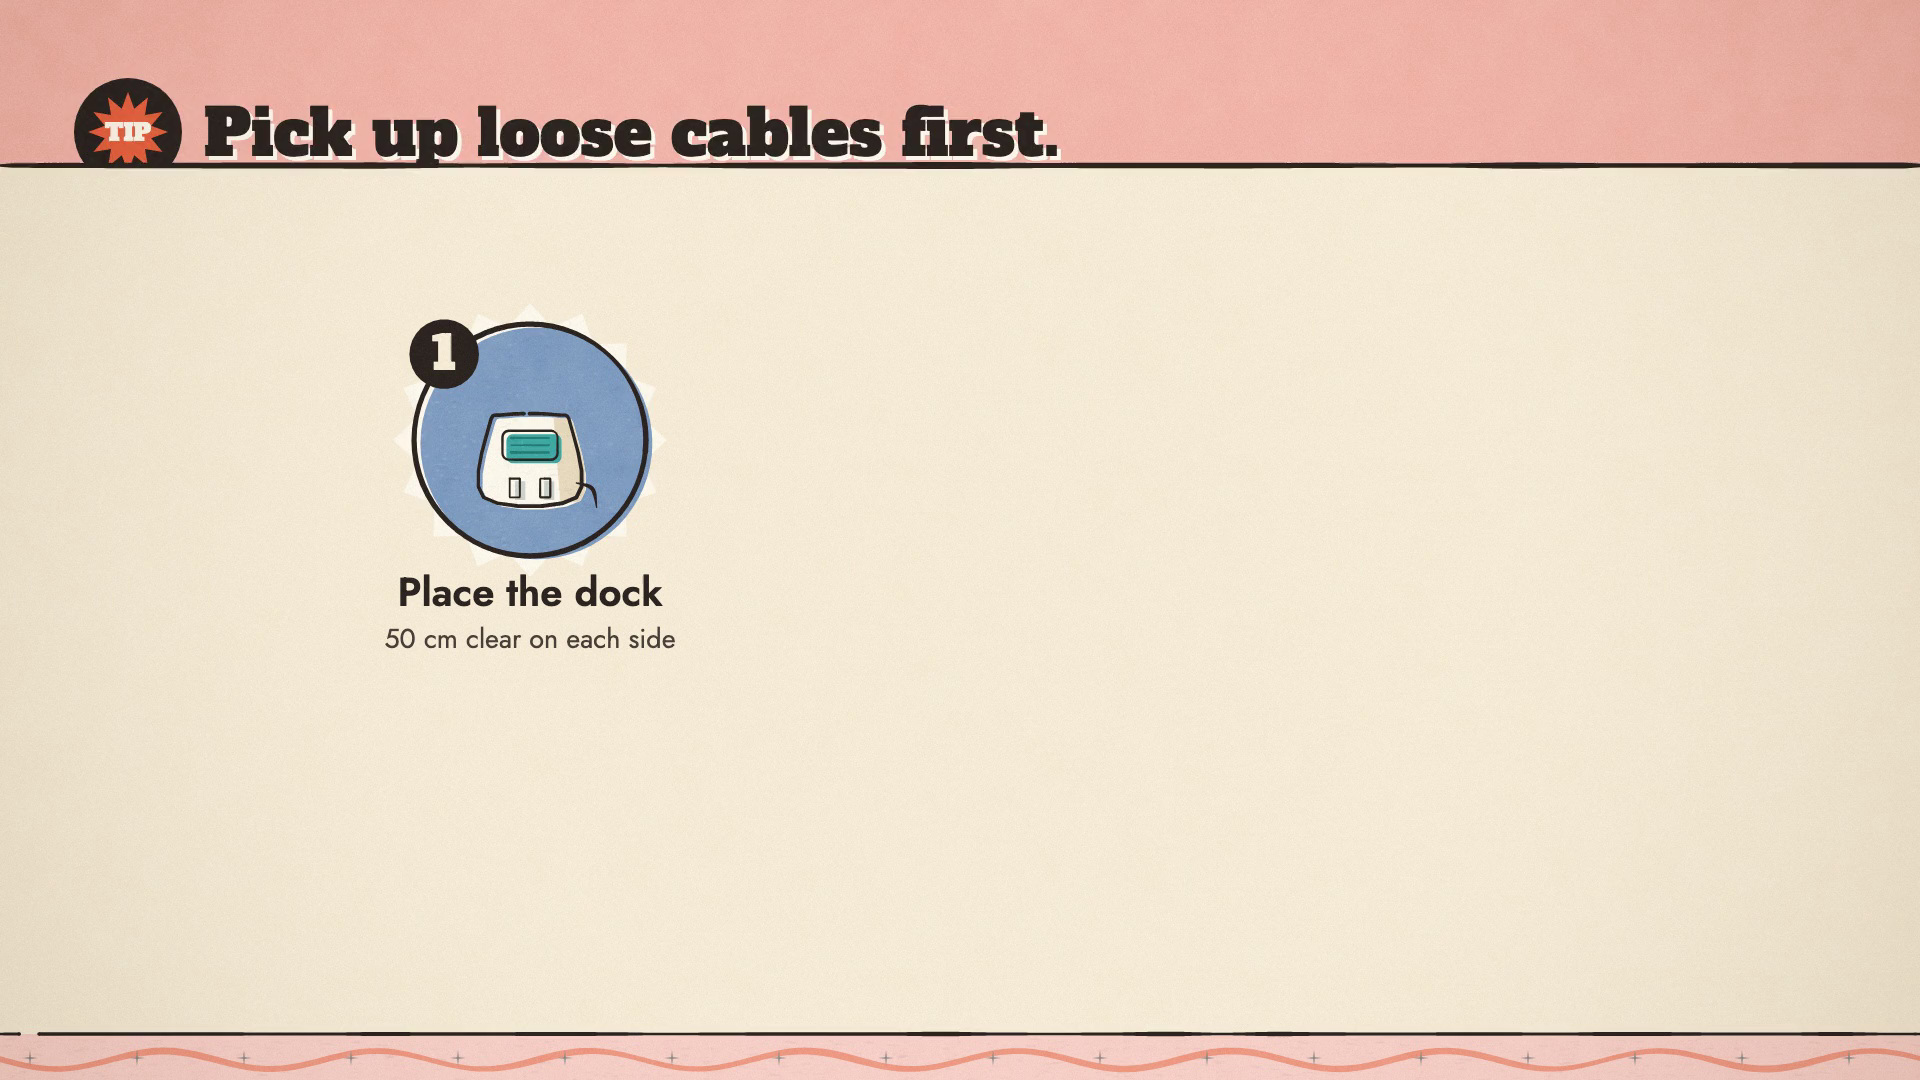 TIP
Pick up loose cables first.
1
Place the dock
50 cm clear on each side